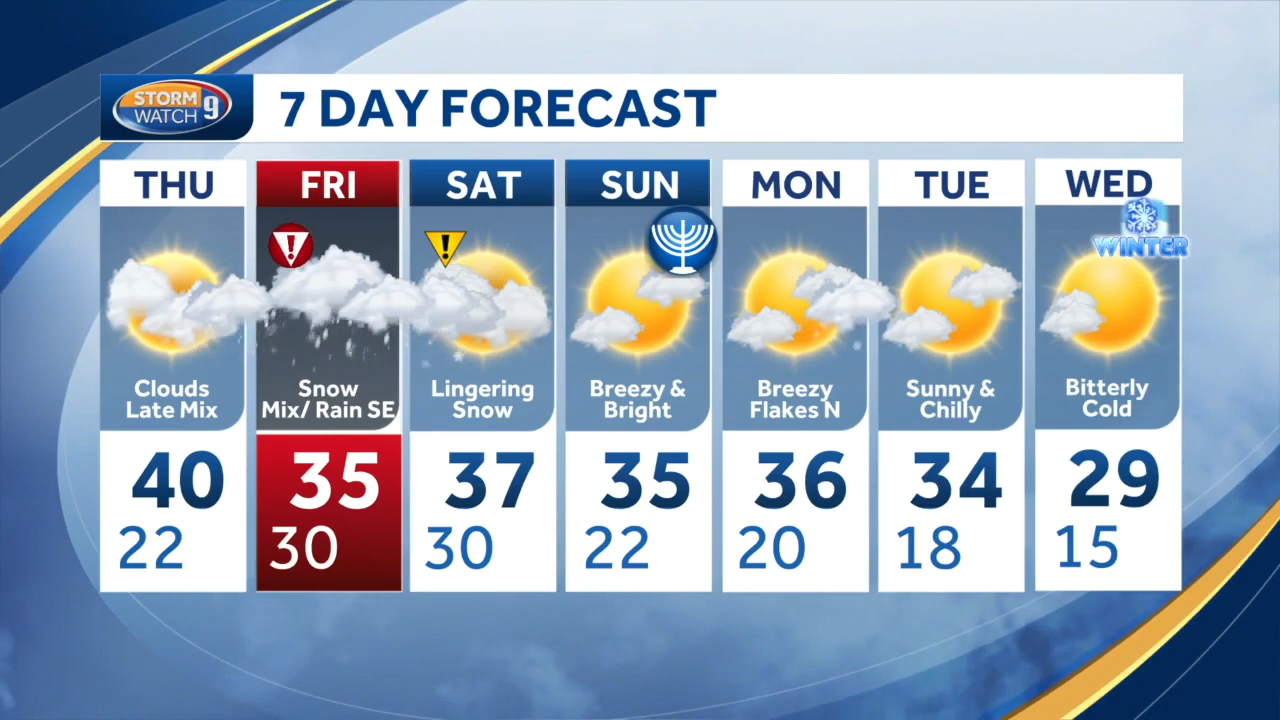 STORM
WATCH 9
7 DAY FORECAST
THU
FRI
SAT
SUN
MON
TUE
WED
WINTER
Clouds
Late Mix
Snow
Mix/ Rain SE
Lingering
Snow
Breezy &
Bright
Breezy
Flakes N
Sunny &
Chilly
Bitterly
Cold
40
22
35
30
37
30
35
22
36
20
34
18
29
15